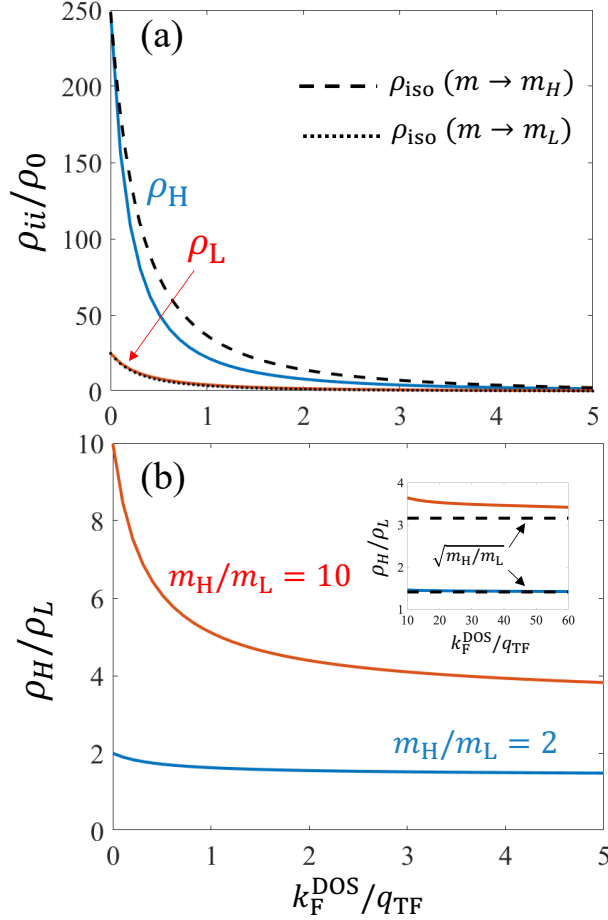 (a)
250
200
150
100
50
0
ρ_ii/ρ_0
ρ_iso (m → m_H)
ρ_iso (m → m_L)
ρ_H
ρ_L
0 1 2 3 4 5
(b)
10
8
6
4
2
0
ρ_H/ρ_L
m_H/m_L = 10
m_H/m_L = 2
4
3
2
1
ρ_H/ρ_L
√m_H/m_L
10 20 30 40 50 60
k_F^DOS/q_TF
0 1 2 3 4 5
k_F^DOS/q_TF